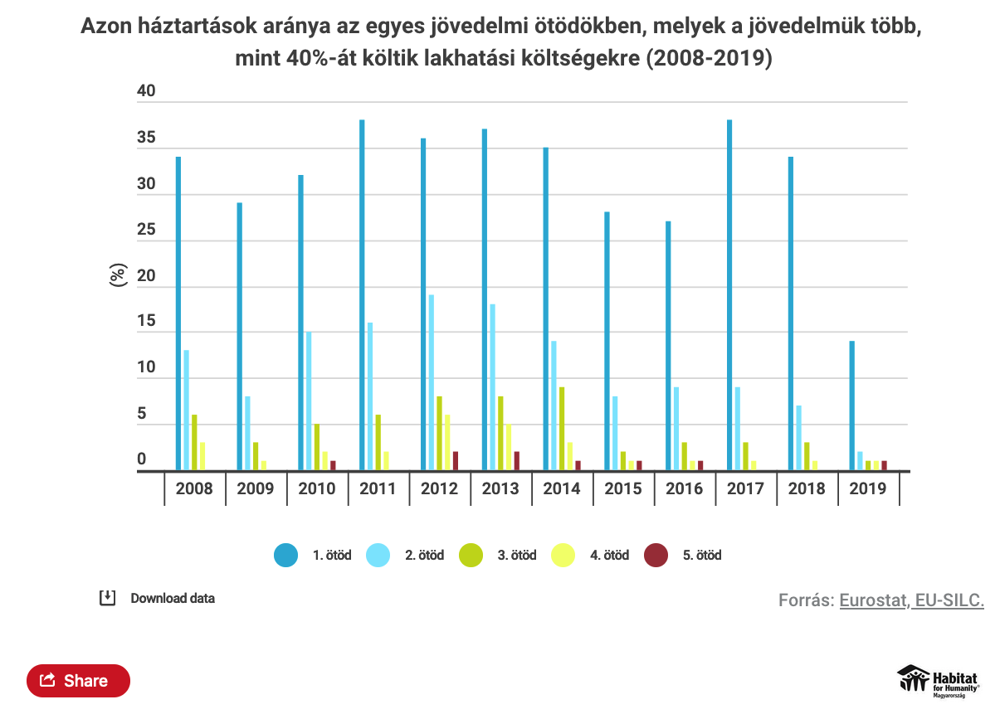 Azon háztartások aránya az egyes jövedelmi ötödökben, melyek a jövedelmük több,
mint 40%-át költik lakhatási költségekre (2008-2019)
40
35
30
25
20
15
10
5
0
(%)
2008 2009 2010 2011 2012 2013 2014 2015 2016 2017 2018 2019
1. ötöd 2. ötöd 3. ötöd 4. ötöd 5. ötöd
Download data
Forrás: Eurostat, EU-SILC.
Share
Habitat
for Humanity®
Magyarország